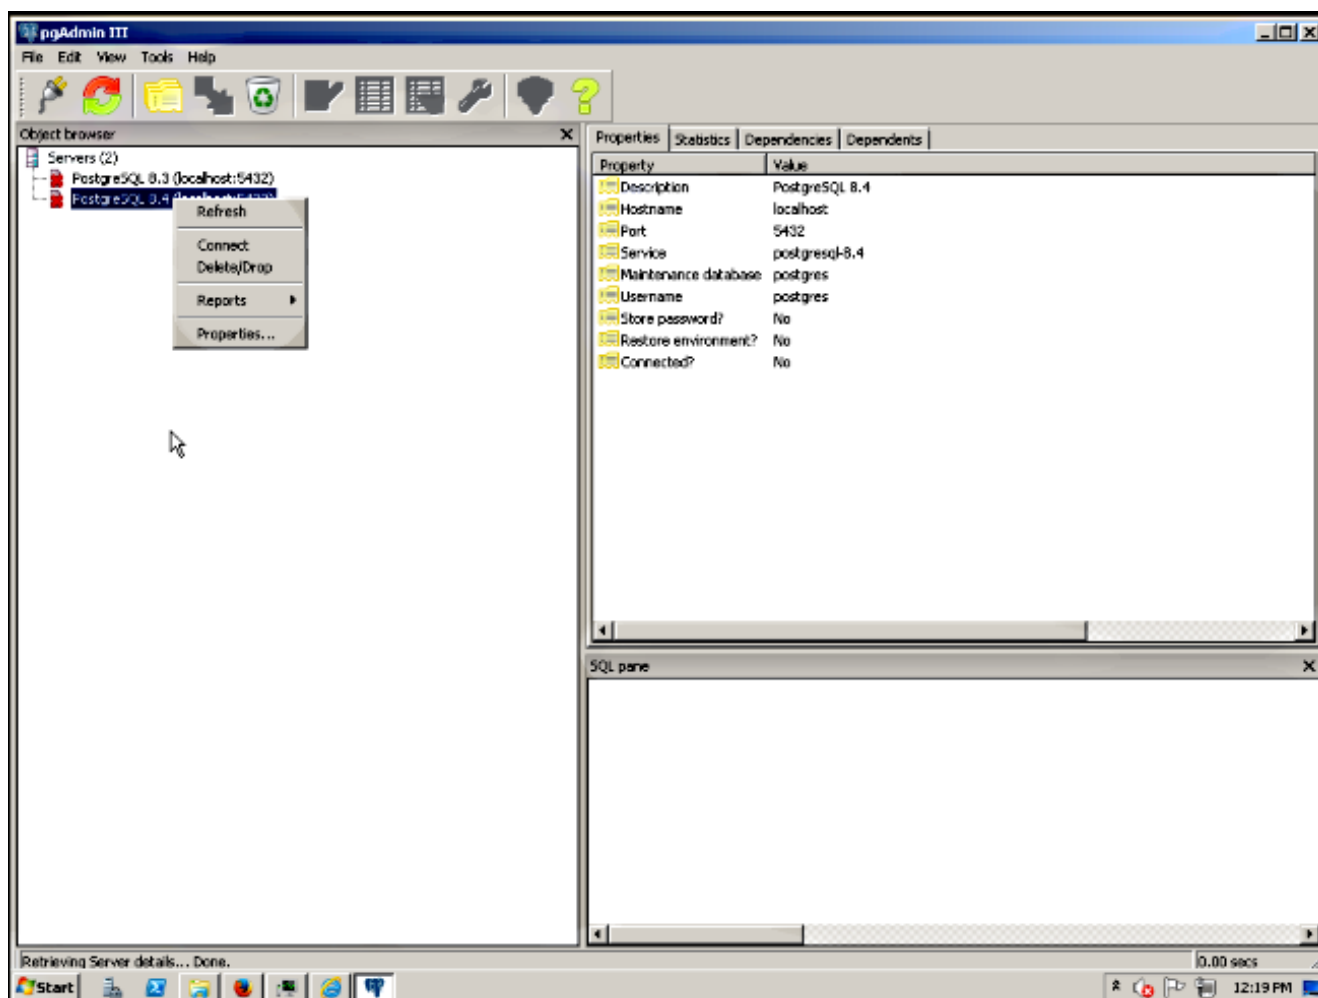 pgAdmin III
File Edit View Tools Help
Object browser
Servers (2)
PostgreSQL 8.3 (localhost:5432)
PostgreSQL 8.4 (localhost:5432)
Refresh
Connect
Delete/Drop
Reports
Properties...
Properties Statistics Dependencies Dependents
Property Value
Description PostgreSQL 8.4
Hostname localhost
Port 5432
Service postgresql-8.4
Maintenance database postgres
Username postgres
Store password? No
Restore environment? No
Connected? No
SQL pane
Retrieving Server details... Done.
0.00 secs
Start
12:19 PM